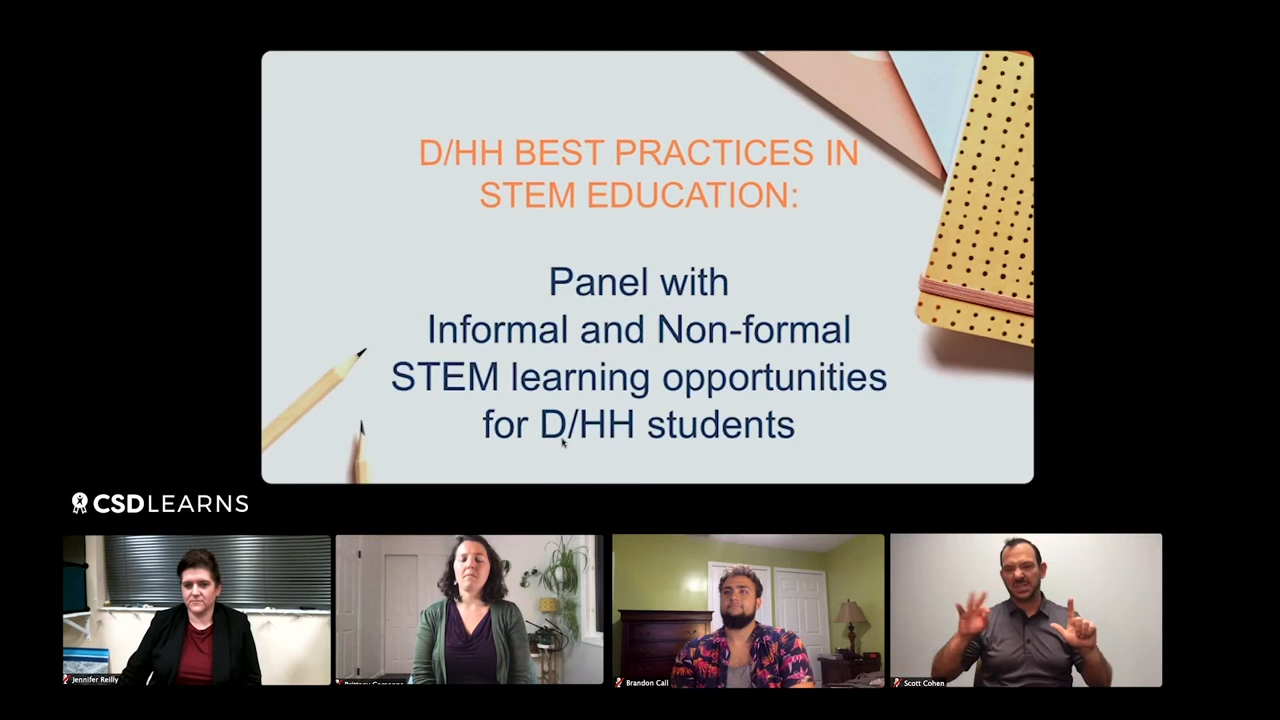 D/HH BEST PRACTICES IN
STEM EDUCATION:
Panel with
Informal and Non-formal
STEM learning opportunities
for D/HH students
CSDLEARNS
Jennifer Reilly
Brandon Call
Scott Cohen